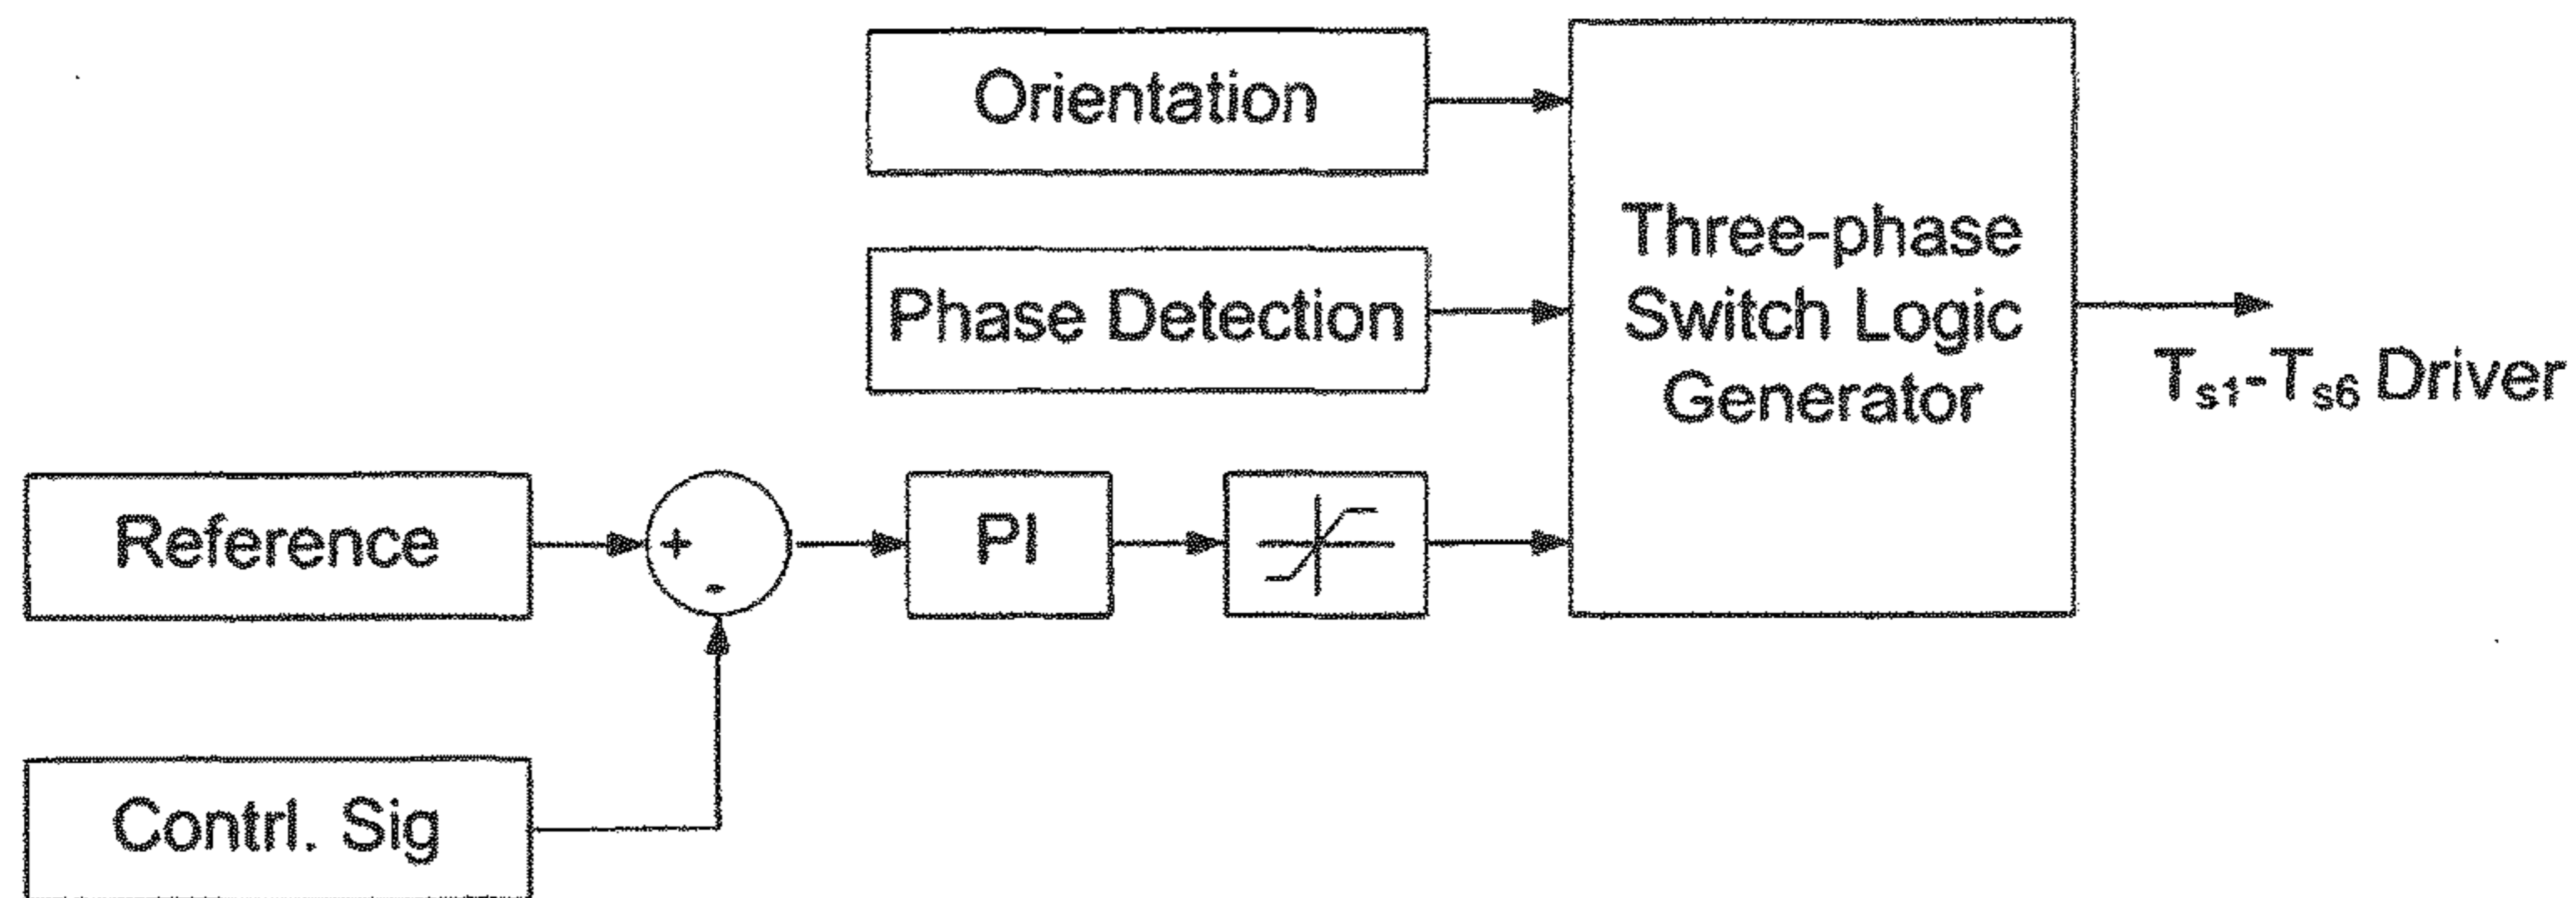 Orientation
Phase Detection
Three-phase
Switch Logic
Generator
Ts1-Ts6 Driver
Reference
+
-
PI
Contrl. Sig